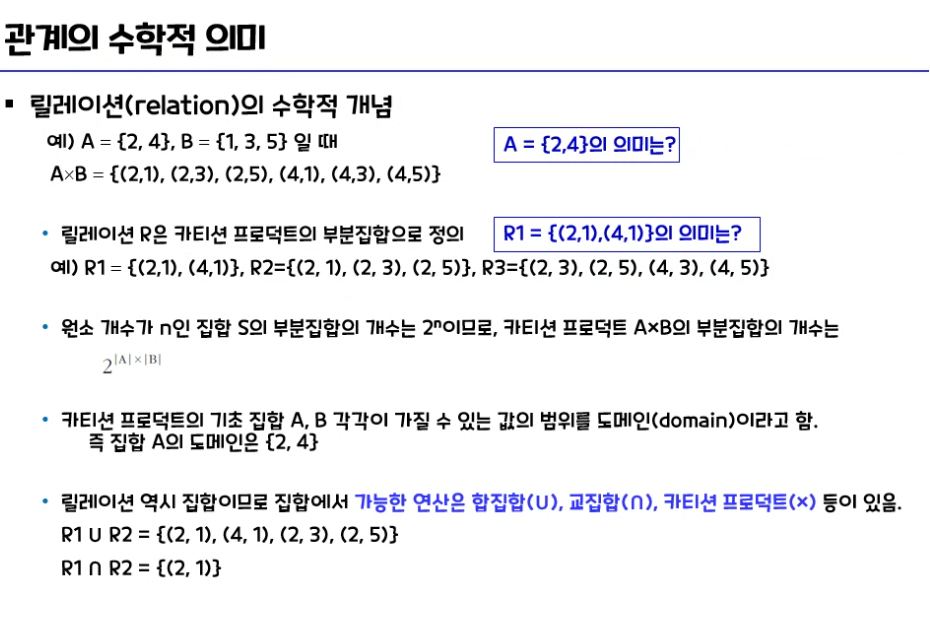 관계의 수학적 의미
▪ 릴레이션(relation)의 수학적 개념
예) A = {2, 4}, B = {1, 3, 5} 일 때
A = {2,4}의 의미는?
A×B = {(2,1), (2,3), (2,5), (4,1), (4,3), (4,5)}
• 릴레이션 R은 카티션 프로덕트의 부분집합으로 정의
R1 = {(2,1),(4,1)}의 의미는?
예) R1 = {(2,1), (4,1)}, R2={(2, 1), (2, 3), (2, 5)}, R3={(2, 3), (2, 5), (4, 3), (4, 5)}
• 원소 개수가 n인 집합 S의 부분집합의 개수는 2ⁿ이므로, 카티션 프로덕트 A×B의 부분집합의 개수는
2^|A|×|B|
• 카티션 프로덕트의 기초 집합 A, B 각각이 가질 수 있는 값의 범위를 도메인(domain)이라고 함.
즉 집합 A의 도메인은 {2, 4}
• 릴레이션 역시 집합이므로 집합에서 가능한 연산은 합집합(∪), 교집합(∩), 카티션 프로덕트(×) 등이 있음.
R1 ∪ R2 = {(2, 1), (4, 1), (2, 3), (2, 5)}
R1 ∩ R2 = {(2, 1)}